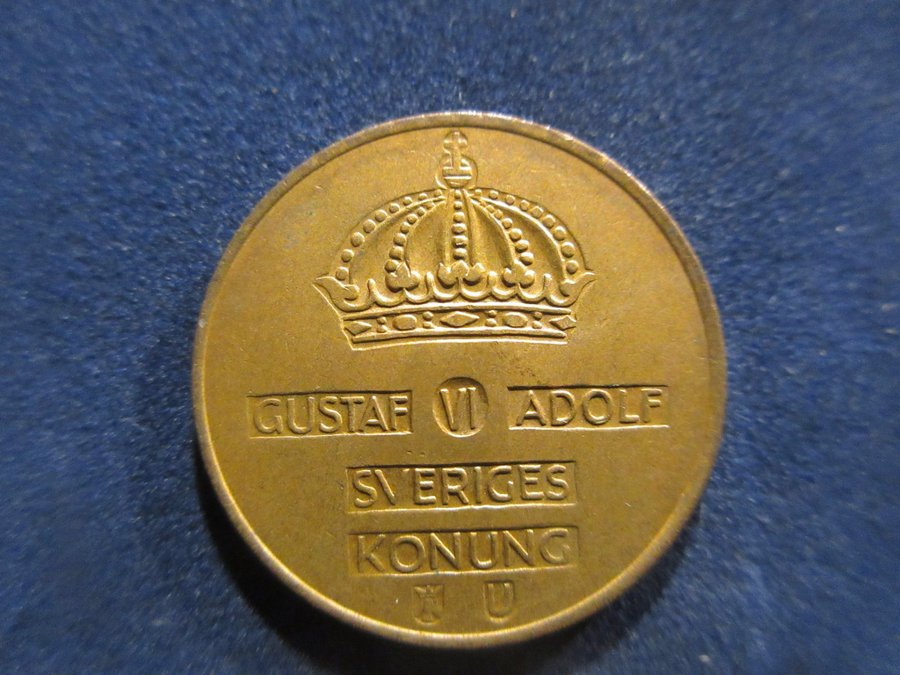 GUSTAF VI ADOLF
SVERIGES
KONUNG
U